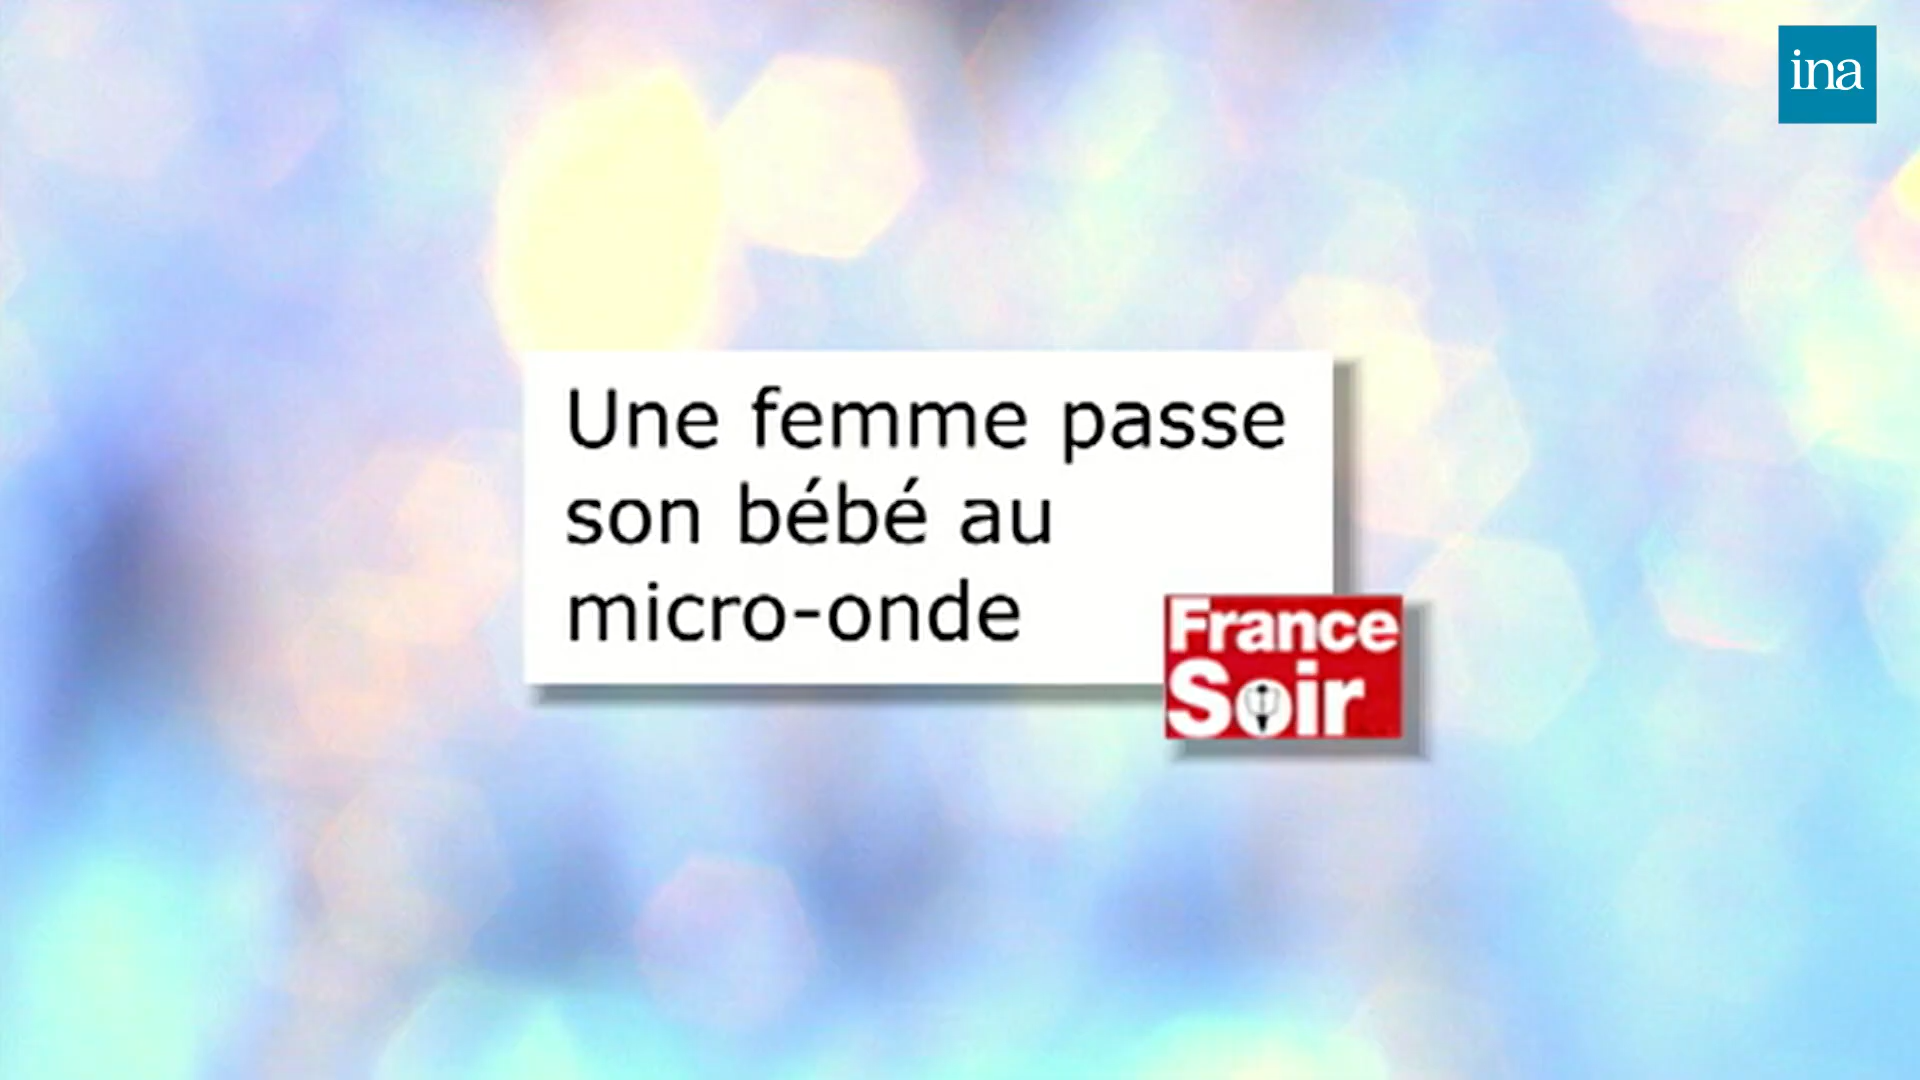 ina
Une femme passe
son bébé au
micro-onde
France
Soir